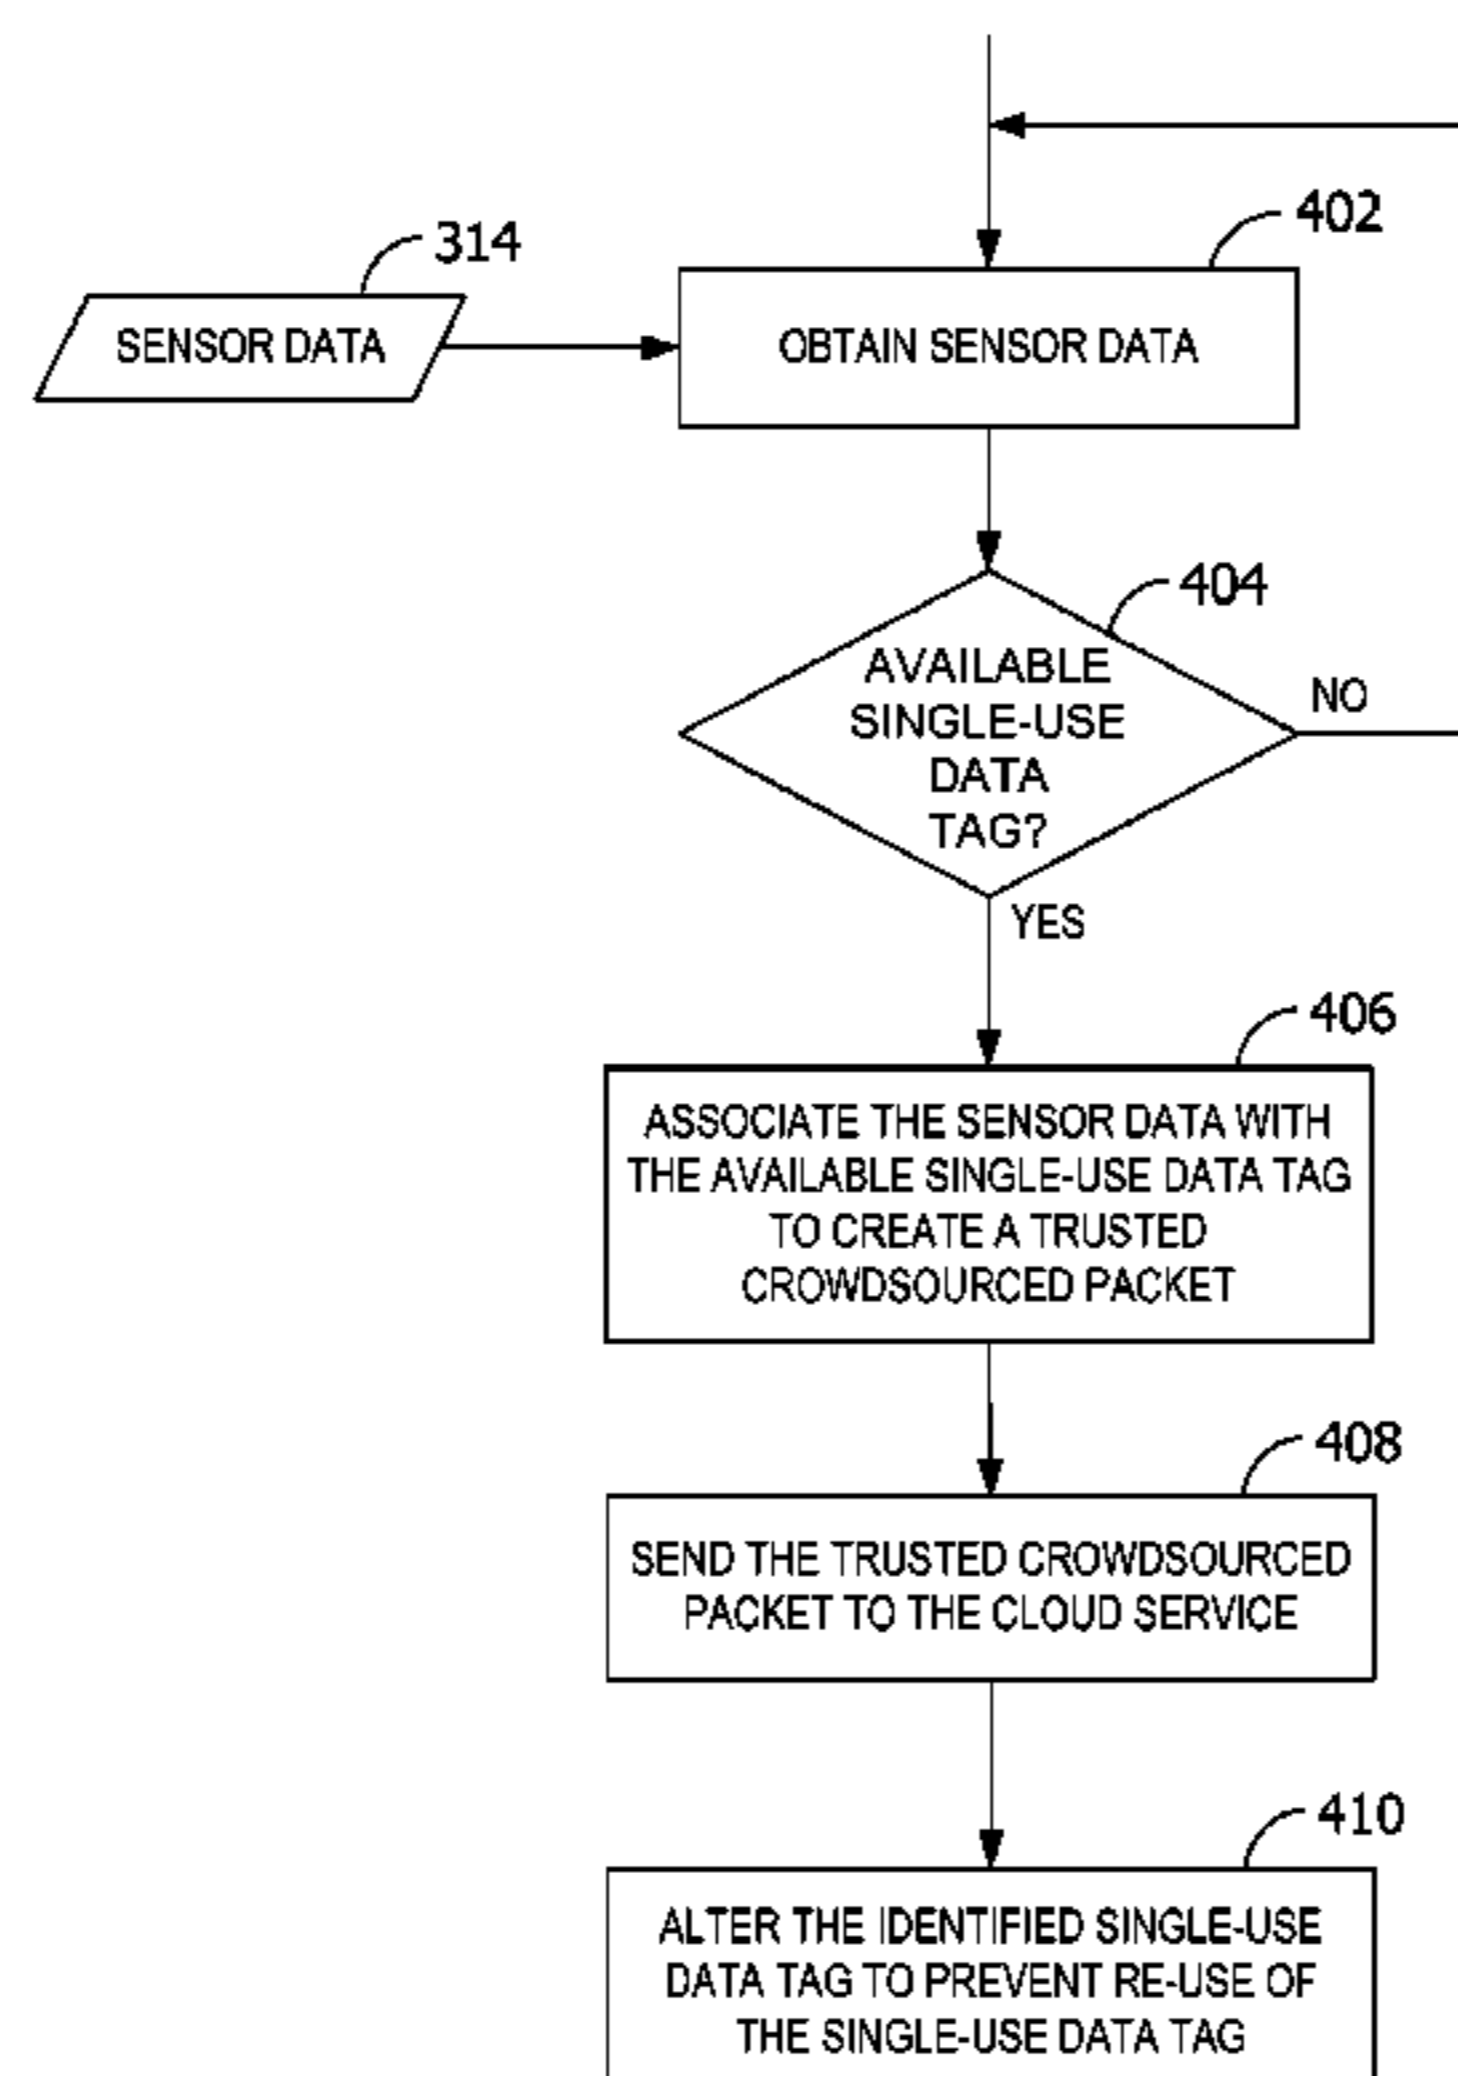 402
314
SENSOR DATA
OBTAIN SENSOR DATA
404
AVAILABLE
SINGLE-USE
DATA
TAG?
NO
YES
406
ASSOCIATE THE SENSOR DATA WITH
THE AVAILABLE SINGLE-USE DATA TAG
TO CREATE A TRUSTED
CROWDSOURCED PACKET
408
SEND THE TRUSTED CROWDSOURCED
PACKET TO THE CLOUD SERVICE
410
ALTER THE IDENTIFIED SINGLE-USE
DATA TAG TO PREVENT RE-USE OF
THE SINGLE-USE DATA TAG